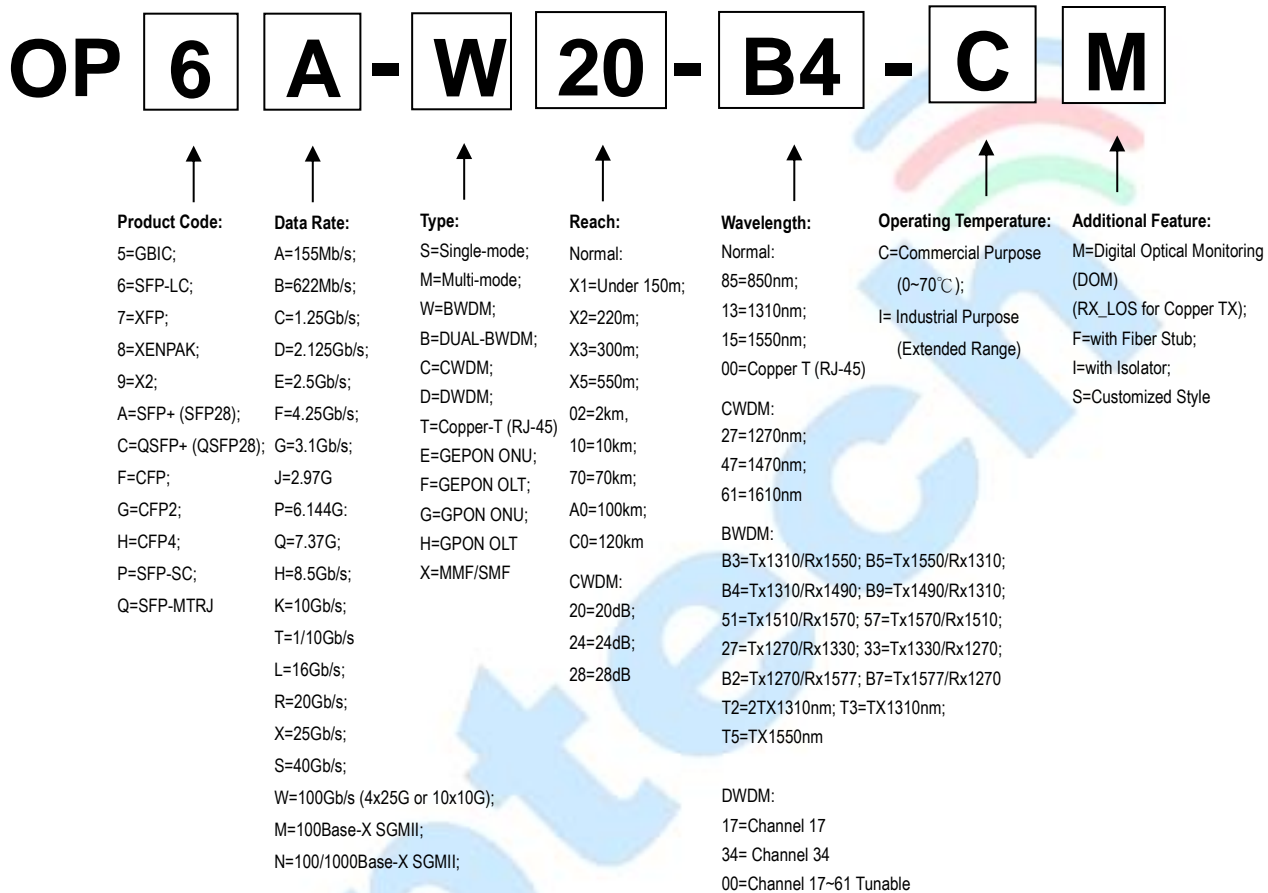 OP 6 A - W 20 - B4 - C M
Product Code:
5=GBIC;
6=SFP-LC;
7=XFP;
8=XENPAK;
9=X2;
A=SFP+ (SFP28);
C=QSFP+ (QSFP28);
F=CFP;
G=CFP2;
H=CFP4;
P=SFP-SC;
Q=SFP-MTRJ
Data Rate:
A=155Mb/s;
B=622Mb/s;
C=1.25Gb/s;
D=2.125Gb/s;
E=2.5Gb/s;
F=4.25Gb/s;
G=3.1Gb/s;
J=2.97G
P=6.144G:
Q=7.37G;
H=8.5Gb/s;
K=10Gb/s;
T=1/10Gb/s
L=16Gb/s;
R=20Gb/s;
X=25Gb/s;
S=40Gb/s;
W=100Gb/s (4x25G or 10x10G);
M=100Base-X SGMII;
N=100/1000Base-X SGMII;
Type:
S=Single-mode;
M=Multi-mode;
W=BWDM;
B=DUAL-BWDM;
C=CWDM;
D=DWDM;
T=Copper-T (RJ-45)
E=GEPON ONU;
F=GEPON OLT;
G=GPON ONU;
H=GPON OLT
X=MMF/SMF
Reach:
Normal:
X1=Under 150m;
X2=220m;
X3=300m;
X5=550m;
02=2km,
10=10km;
70=70km;
A0=100km;
C0=120km
CWDM:
20=20dB;
24=24dB;
28=28dB
Wavelength:
Normal:
85=850nm;
13=1310nm;
15=1550nm;
00=Copper T (RJ-45)
CWDM:
27=1270nm;
47=1470nm;
61=1610nm
BWDM:
B3=Tx1310/Rx1550; B5=Tx1550/Rx1310;
B4=Tx1310/Rx1490; B9=Tx1490/Rx1310;
51=Tx1510/Rx1570; 57=Tx1570/Rx1510;
27=Tx1270/Rx1330; 33=Tx1330/Rx1270;
B2=Tx1270/Rx1577; B7=Tx1577/Rx1270
T2=2TX1310nm; T3=TX1310nm;
T5=TX1550nm
DWDM:
17=Channel 17
34= Channel 34
00=Channel 17~61 Tunable
Operating Temperature:
C=Commercial Purpose
(0~70℃);
I= Industrial Purpose
(Extended Range)
Additional Feature:
M=Digital Optical Monitoring
(DOM)
(RX_LOS for Copper TX);
F=with Fiber Stub;
I=with Isolator;
S=Customized Style